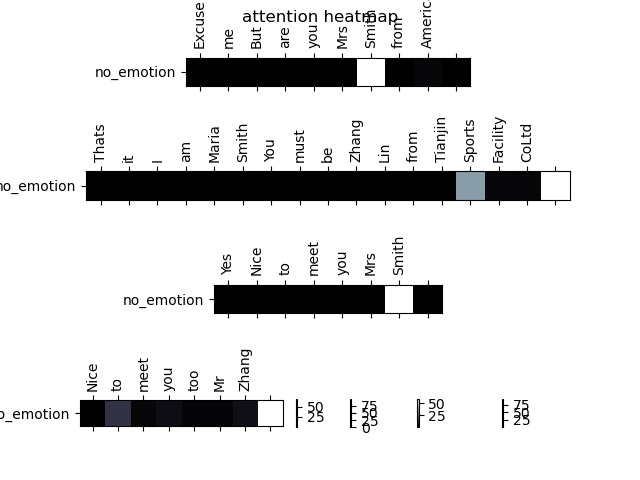 attention heatmap
Excuse me But are you Mrs Smith from
no_emotion
Thats it I am Maria Smith You must be Zhang Lin from Tianjin Sports Facility CoLtd
no_emotion
Yes Nice to meet you Mrs Smith
no_emotion
Nice to meet you too Mr Zhang
o_emotion
50 25
75 50 25 0
50 25
75 50 25